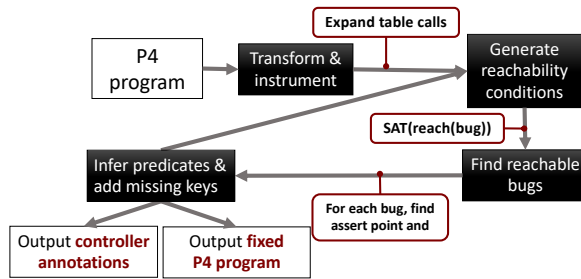 Expand table calls
P4
program
Transform &
instrument
Generate
reachability
conditions
SAT(reach(bug))
Infer predicates &
add missing keys
Find reachable
bugs
For each bug, find
assert point and
Output controller
annotations
Output fixed
P4 program